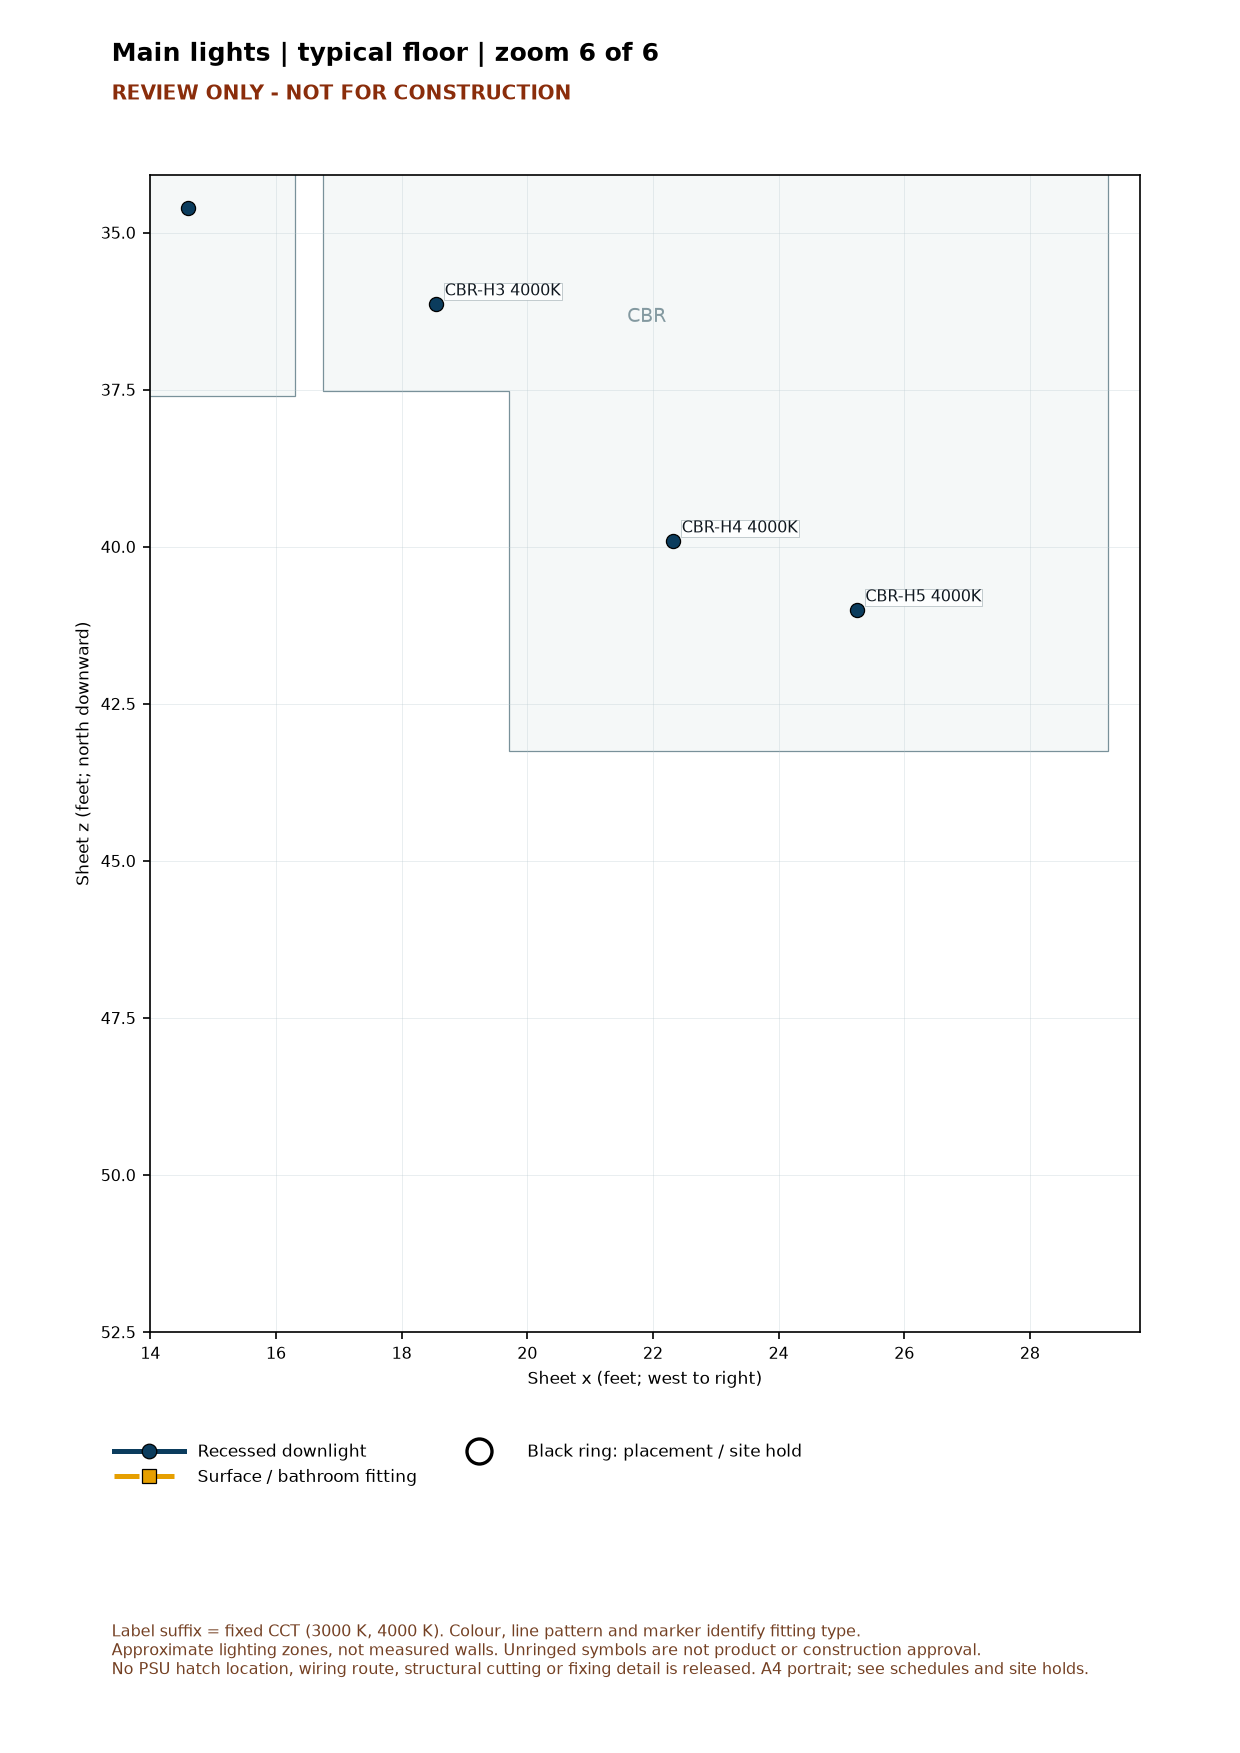 Main lights | typical floor | zoom 6 of 6
REVIEW ONLY - NOT FOR CONSTRUCTION
35.0
CBR-H3 4000K
CBR
37.5
CBR-H4 4000K
40.0
CBR-H5 4000K
42.5
Sheet z (feet; north downward)
45.0
47.5
50.0
52.5
14 16 18 20 22 24 26 28
Sheet x (feet; west to right)
Recessed downlight
Black ring: placement / site hold
Surface / bathroom fitting
Label suffix = fixed CCT (3000 K, 4000 K). Colour, line pattern and marker identify fitting type.
Approximate lighting zones, not measured walls. Unringed symbols are not product or construction approval.
No PSU hatch location, wiring route, structural cutting or fixing detail is released. A4 portrait; see schedules and site holds.